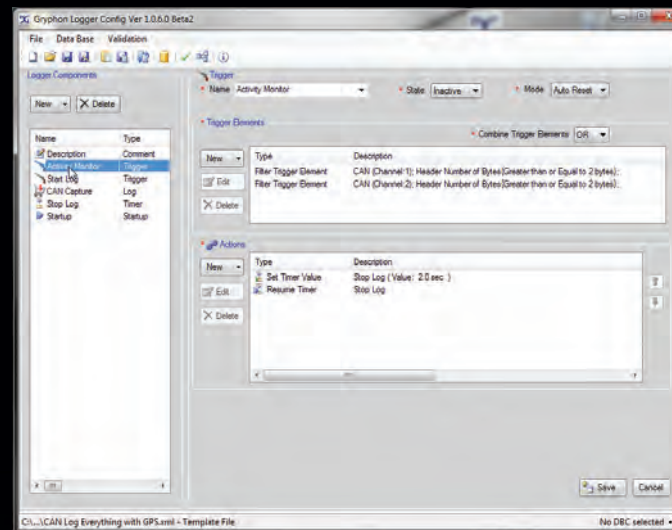 Gryphon Logger Config Ver 1.0.6.0 Beta2
File Data Base Validation
Logger Components
New Delete
Name Type
Description Comment
Activity Monitor Trigger
Start Log Trigger
CAN Capture Log
Stop Log Timer
Startup Startup
Trigger
* Name Activity Monitor * State Inactive * Mode Auto Reset
* Trigger Elements
* Combine Trigger Elements OR
New
Edit
Delete
Type Description
Filter Trigger Element CAN (Channel 1); Header Number of Bytes[Greater than or Equal to 2 bytes];
Filter Trigger Element CAN (Channel 2); Header Number of Bytes[Greater than or Equal to 2 bytes];
* Actions
New
Edit
Delete
Type Description
Set Timer Value Stop Log ( Value: 2.0 sec )
Resume Timer Stop Log
Save Cancel
C:\...\CAN Log Everything with GPS.xml - Template File
No DBC selected